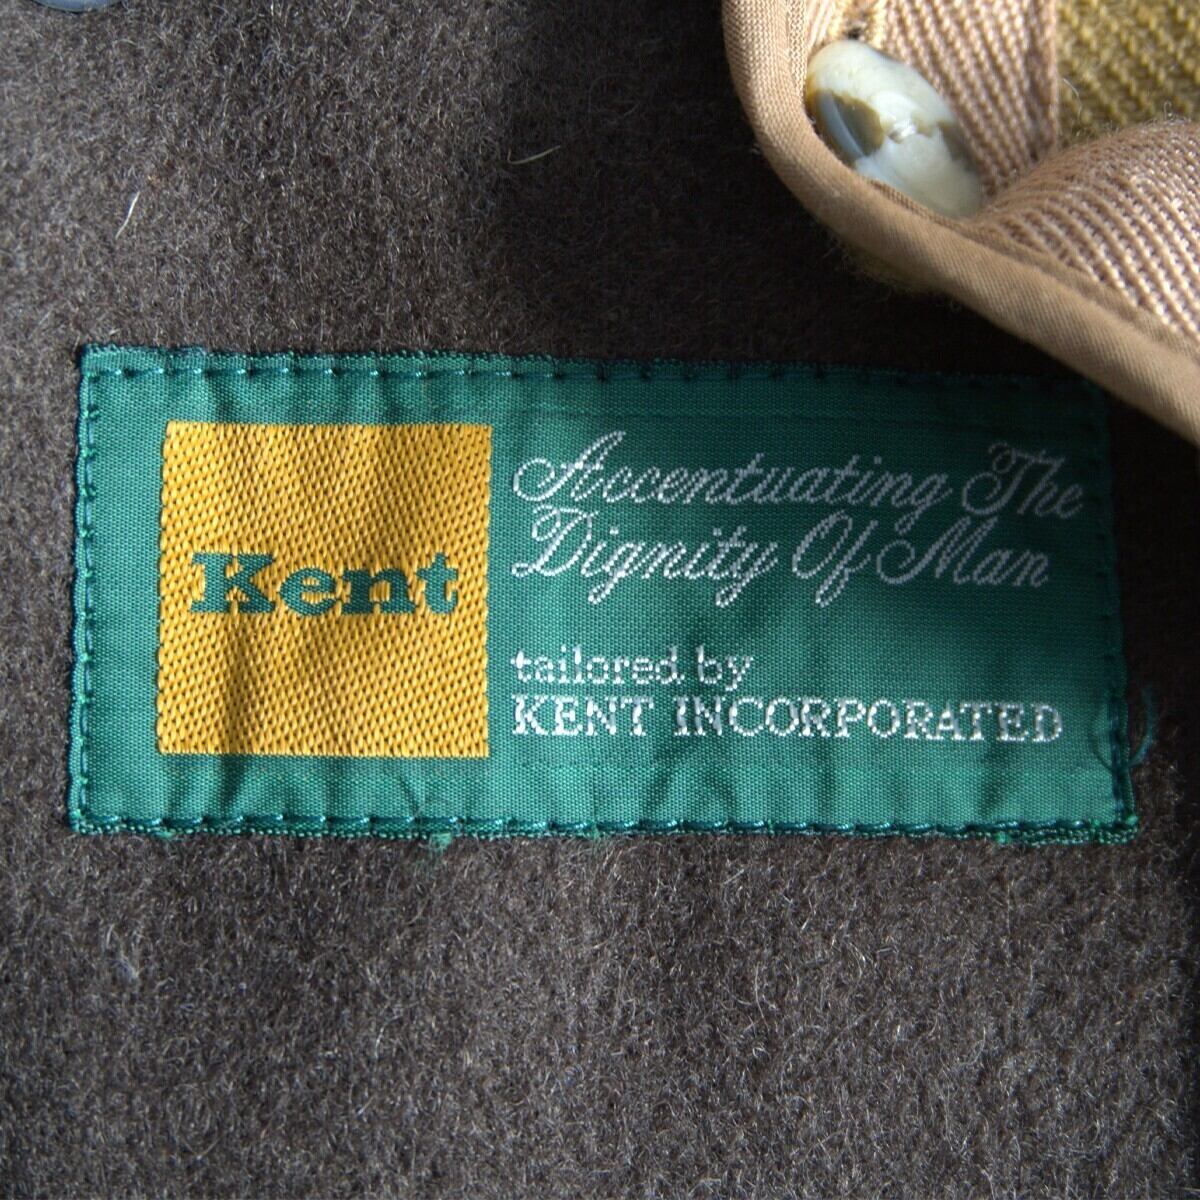 Kent
Accentuating The
Dignity Of Man
tailored by
KENT INCORPORATED